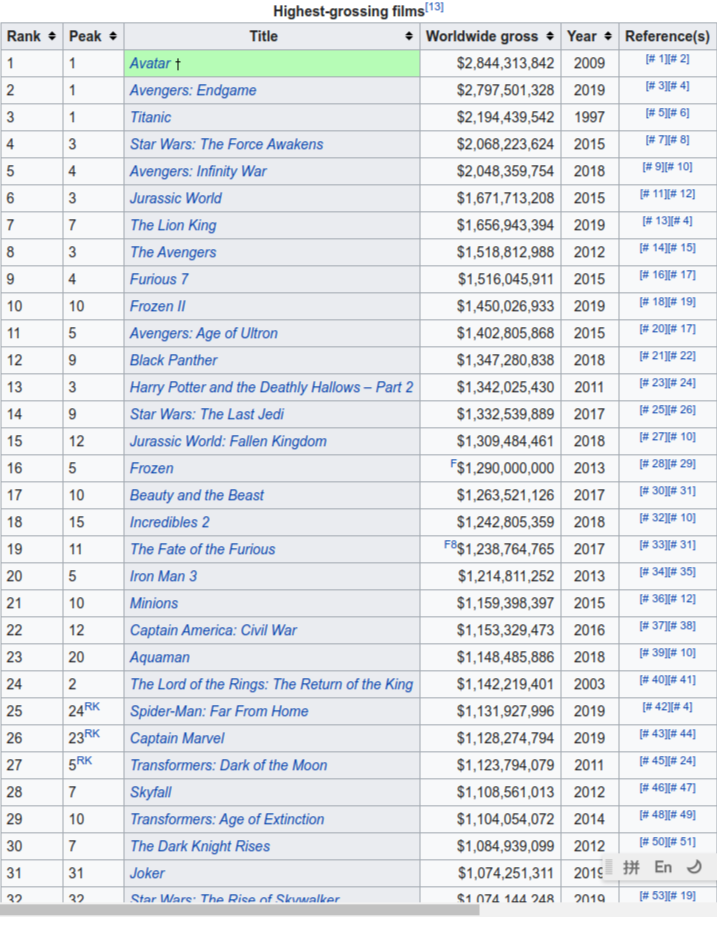 Highest-grossing films[13]
Rank Peak Title Worldwide gross Year Reference(s)
1 1 Avatar † $2,844,313,842 2009 [# 1][# 2]
2 1 Avengers: Endgame $2,797,501,328 2019 [# 3][# 4]
3 1 Titanic $2,194,439,542 1997 [# 5][# 6]
4 3 Star Wars: The Force Awakens $2,068,223,624 2015 [# 7][# 8]
5 4 Avengers: Infinity War $2,048,359,754 2018 [# 9][# 10]
6 3 Jurassic World $1,671,713,208 2015 [# 11][# 12]
7 7 The Lion King $1,656,943,394 2019 [# 13][# 4]
8 3 The Avengers $1,518,812,988 2012 [# 14][# 15]
9 4 Furious 7 $1,516,045,911 2015 [# 16][# 17]
10 10 Frozen II $1,450,026,933 2019 [# 18][# 19]
11 5 Avengers: Age of Ultron $1,402,805,868 2015 [# 20][# 17]
12 9 Black Panther $1,347,280,838 2018 [# 21][# 22]
13 3 Harry Potter and the Deathly Hallows – Part 2 $1,342,025,430 2011 [# 23][# 24]
14 9 Star Wars: The Last Jedi $1,332,539,889 2017 [# 25][# 26]
15 12 Jurassic World: Fallen Kingdom $1,309,484,461 2018 [# 27][# 10]
16 5 Frozen F$1,290,000,000 2013 [# 28][# 29]
17 10 Beauty and the Beast $1,263,521,126 2017 [# 30][# 31]
18 15 Incredibles 2 $1,242,805,359 2018 [# 32][# 10]
19 11 The Fate of the Furious F8$1,238,764,765 2017 [# 33][# 31]
20 5 Iron Man 3 $1,214,811,252 2013 [# 34][# 35]
21 10 Minions $1,159,398,397 2015 [# 36][# 12]
22 12 Captain America: Civil War $1,153,329,473 2016 [# 37][# 38]
23 20 Aquaman $1,148,485,886 2018 [# 39][# 10]
24 2 The Lord of the Rings: The Return of the King $1,142,219,401 2003 [# 40][# 41]
25 24RK Spider-Man: Far From Home $1,131,927,996 2019 [# 42][# 4]
26 23RK Captain Marvel $1,128,274,794 2019 [# 43][# 44]
27 5RK Transformers: Dark of the Moon $1,123,794,079 2011 [# 45][# 24]
28 7 Skyfall $1,108,561,013 2012 [# 46][# 47]
29 10 Transformers: Age of Extinction $1,104,054,072 2014 [# 48][# 49]
30 7 The Dark Knight Rises $1,084,939,099 2012 [# 50][# 51]
31 31 Joker $1,074,251,311 2019 拼 En
32 32 Star Wars: The Rise of Skywalker $1,074,144,248 2019 [# 53][# 19]